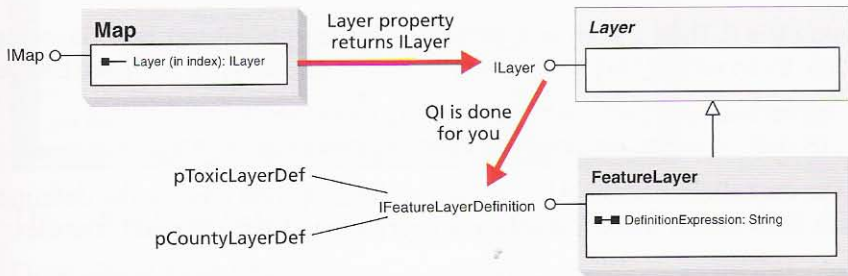 Map
IMap
Layer (in index): ILayer
Layer property
returns ILayer
Layer
ILayer
QI is done
for you
pToxicLayerDef
IFeatureLayerDefinition
pCountyLayerDef
FeatureLayer
DefinitionExpression: String